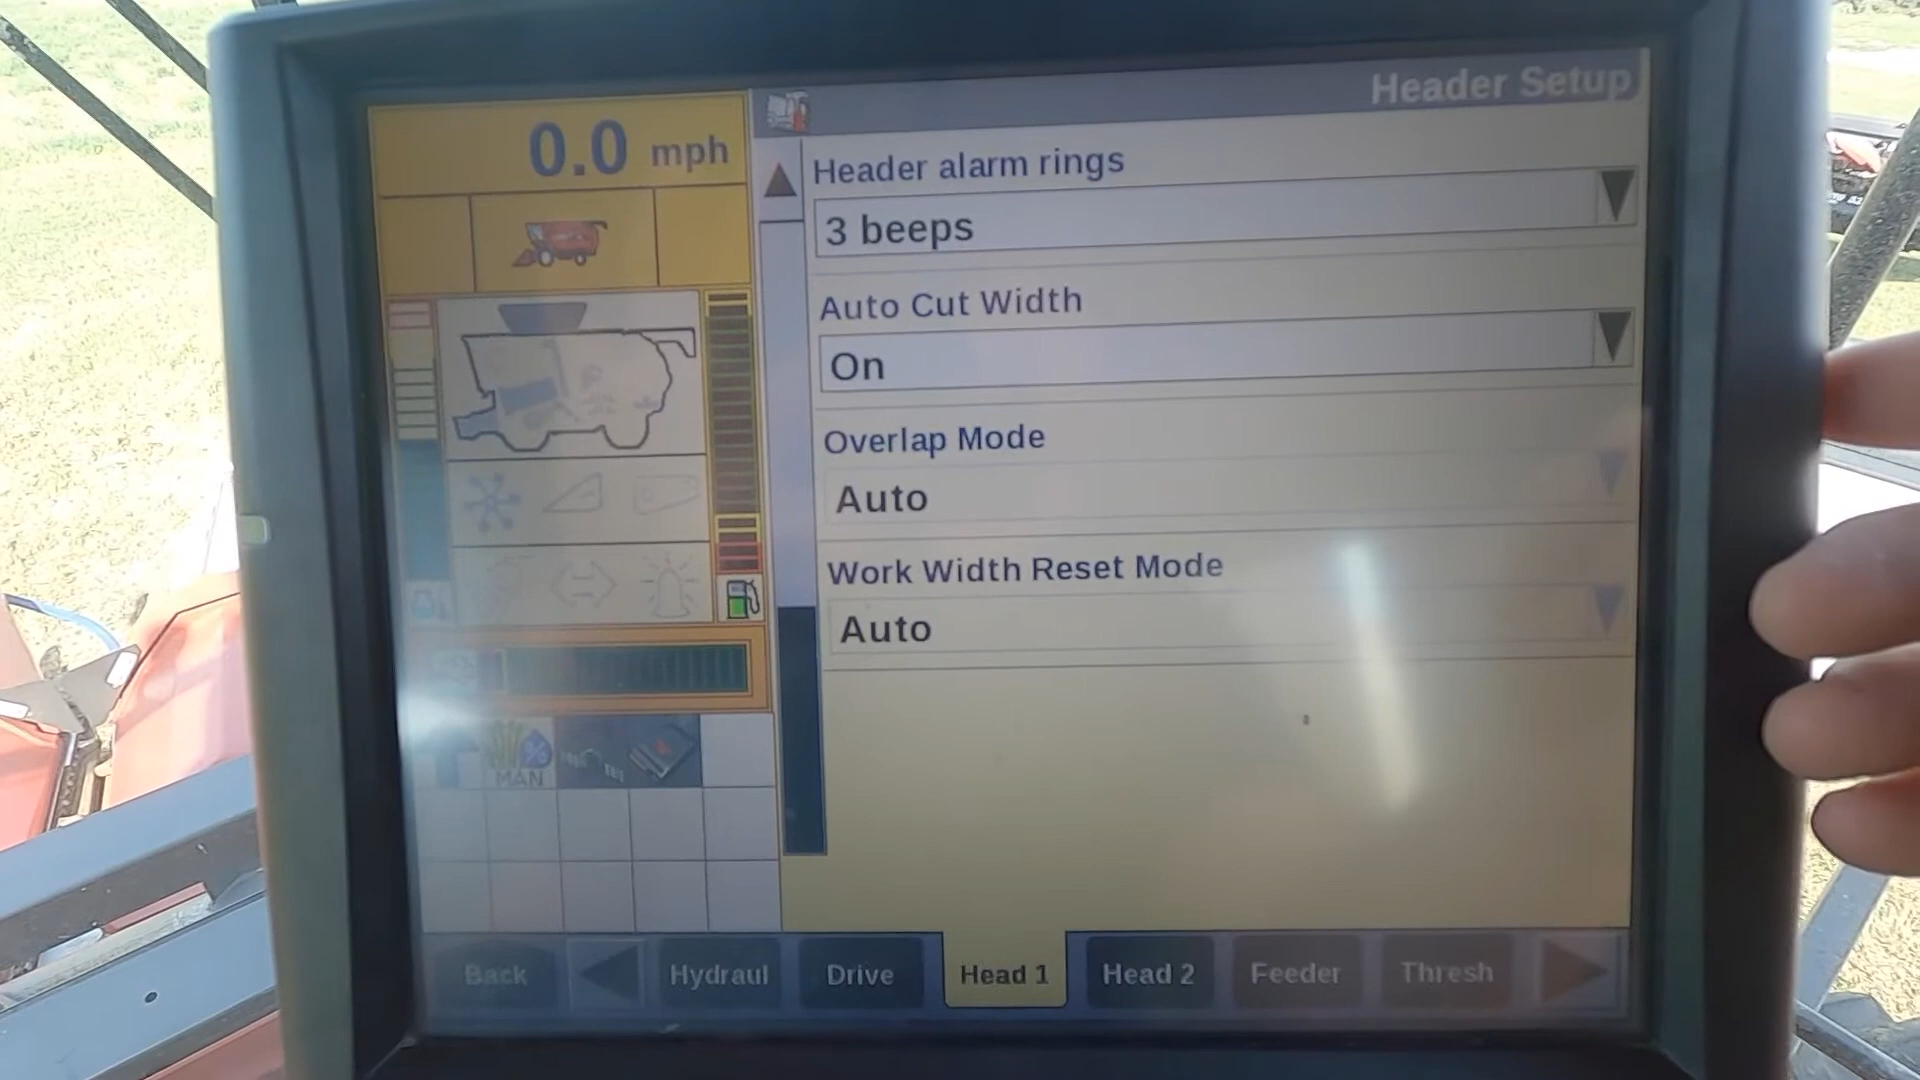 Header Setup
0.0 mph
Header alarm rings
3 beeps
Auto Cut Width
On
Overlap Mode
Auto
Work Width Reset Mode
Auto
MAN
Back
Hydraul
Drive
Head 1
Head 2
Feeder
Thresh